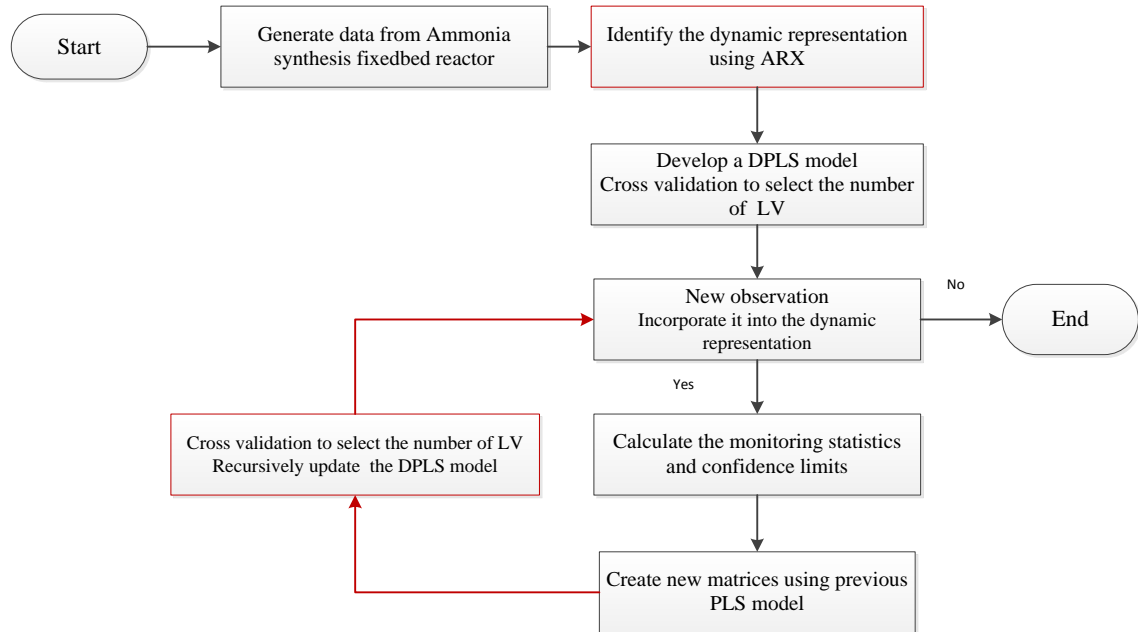 Start
Generate data from Ammonia
synthesis fixedbed reactor
Identify the dynamic representation
using ARX
Develop a DPLS model
Cross validation to select the number
of LV
New observation
Incorporate it into the dynamic
representation
No
End
Yes
Calculate the monitoring statistics
and confidence limits
Cross validation to select the number of LV
Recursively update the DPLS model
Create new matrices using previous
PLS model